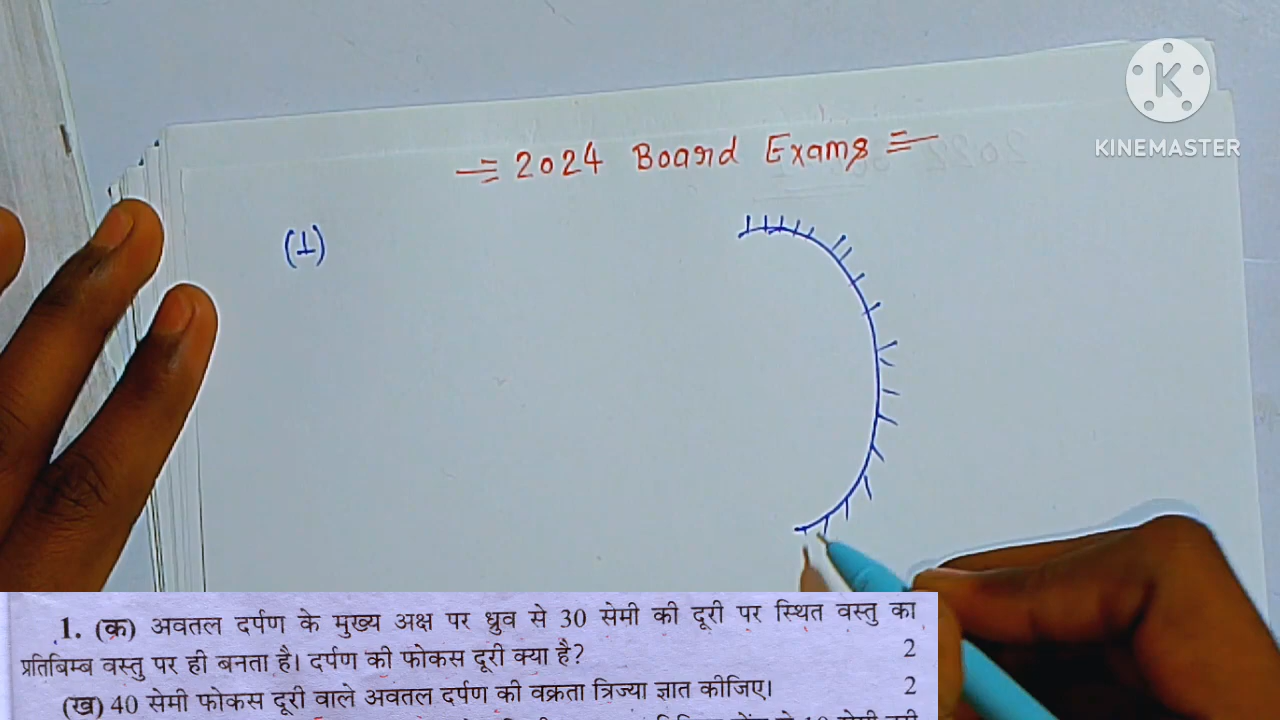 K
KINEMASTER
= 2024 Board Exams =
(1)
1. (क) अवतल दर्पण के मुख्य अक्ष पर ध्रुव से 30 सेमी की दूरी पर स्थित वस्तु का
प्रतिबिम्ब वस्तु पर ही बनता है। दर्पण की फोकस दूरी क्या है? 2
(ख) 40 सेमी फोकस दूरी वाले अवतल दर्पण की वक्रता त्रिज्या ज्ञात कीजिए। 2